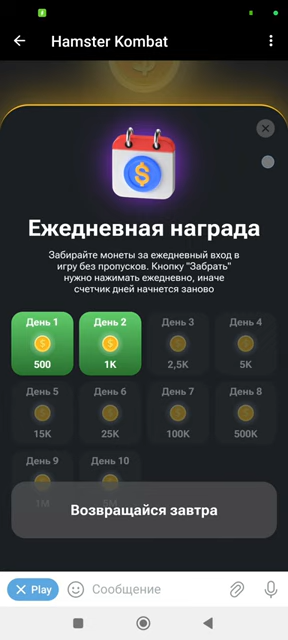 Hamster Kombat
Ежедневная награда
Забирайте монеты за ежедневный вход в
игру без пропусков. Кнопку "Забрать"
нужно нажимать ежедневно, иначе
счетчик дней начнется заново
День 1 День 2 День 3 День 4
500 1K 2,5K 5K
День 5 День 6 День 7 День 8
15K 25K 100K 500K
День 9 День 10
1M 5M
Возвращайся завтра
Play Сообщение